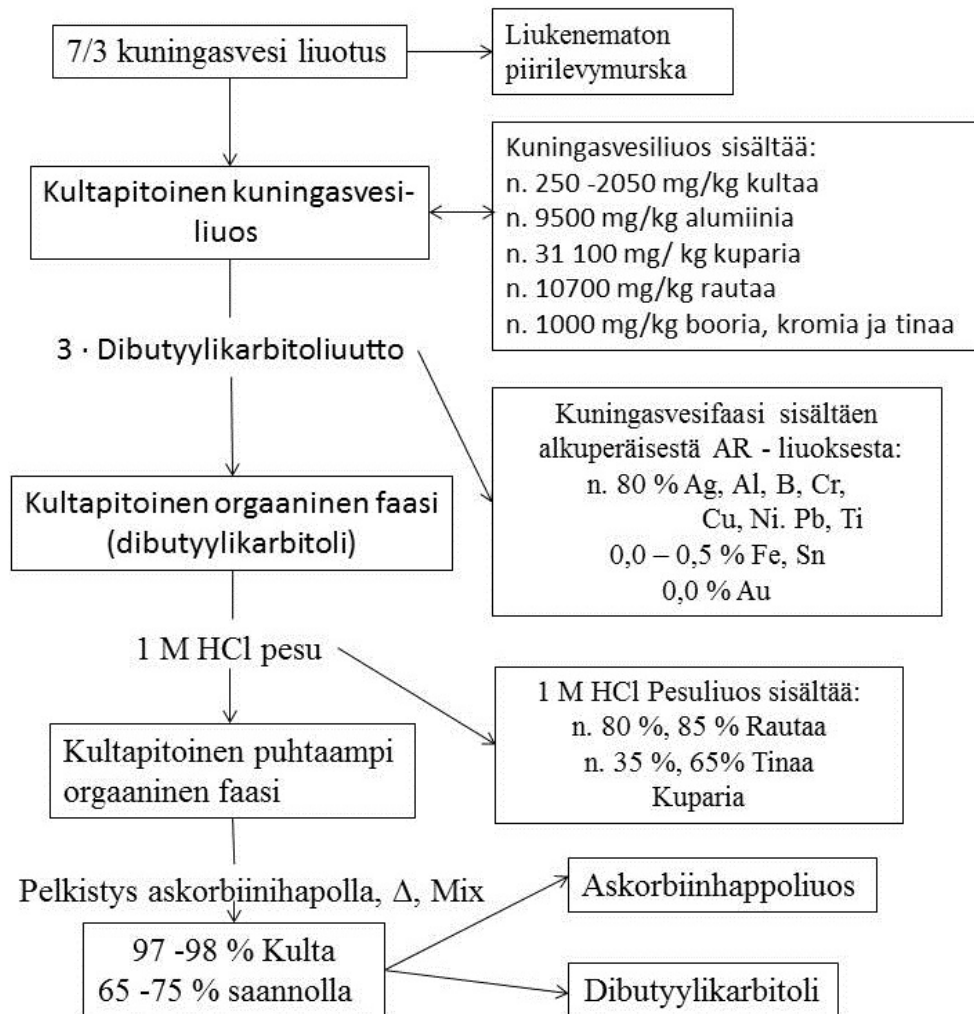 7/3 kuningasvesi liuotus
Liukenematon
piirilevymurska
Kultapitoinen kuningasvesi-
liuos
Kuningasvesiliuos sisältää:
n. 250 -2050 mg/kg kultaa
n. 9500 mg/kg alumiinia
n. 31 100 mg/ kg kuparia
n. 10700 mg/kg rautaa
n. 1000 mg/kg booria, kromia ja tinaa
3 · Dibutyylikarbitoliuutto
Kuningasvesifaasi sisältäen
alkuperäisestä AR - liuoksesta:
n. 80 % Ag, Al, B, Cr,
Cu, Ni. Pb, Ti
0,0 – 0,5 % Fe, Sn
0,0 % Au
Kultapitoinen orgaaninen faasi
(dibutyylikarbitoli)
1 M HCl pesu
1 M HCl Pesuliuos sisältää:
n. 80 %, 85 % Rautaa
n. 35 %, 65% Tinaa
Kuparia
Kultapitoinen puhtaampi
orgaaninen faasi
Pelkistys askorbiinihapolla, Δ, Mix
Askorbiinhappoliuos
97 -98 % Kulta
65 -75 % saannolla
Dibutyylikarbitoli